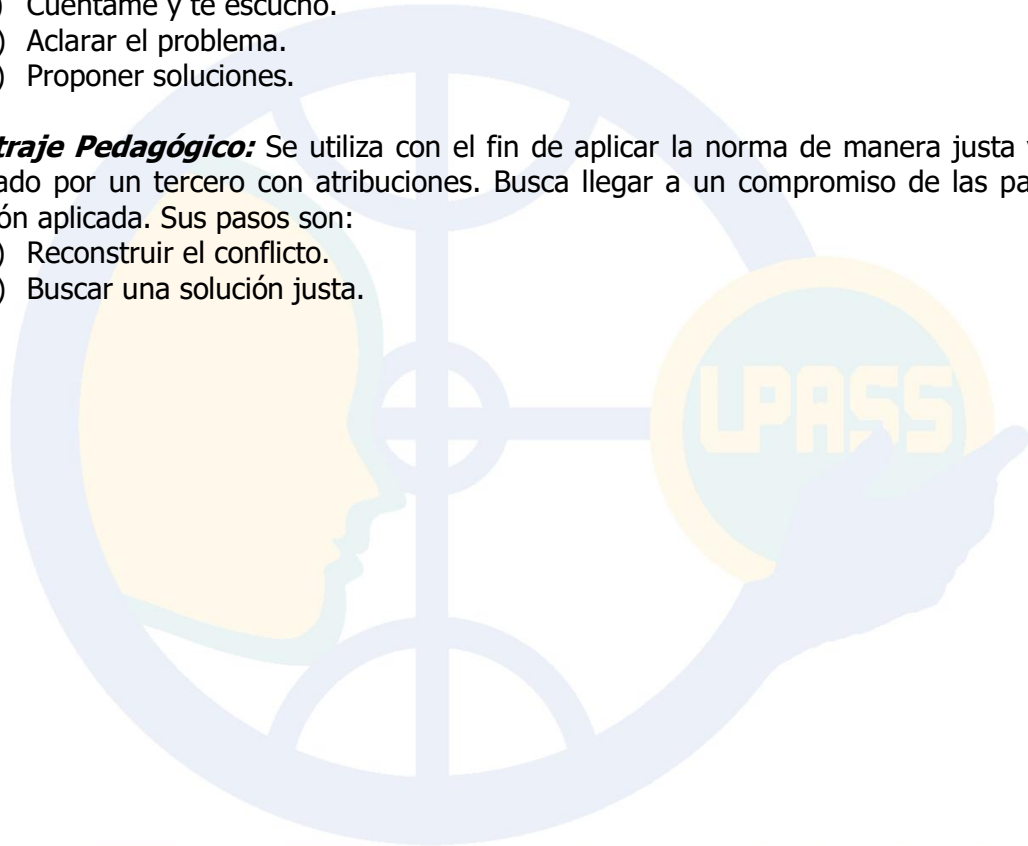 ) Cuéntame y te escucho.
) Aclarar el problema.
) Proponer soluciones.
traje Pedagógico: Se utiliza con el fin de aplicar la norma de manera justa
ado por un tercero con atribuciones. Busca llegar a un compromiso de las pa
ón aplicada. Sus pasos son:
) Reconstruir el conflicto.
) Buscar una solución justa.
LPASS